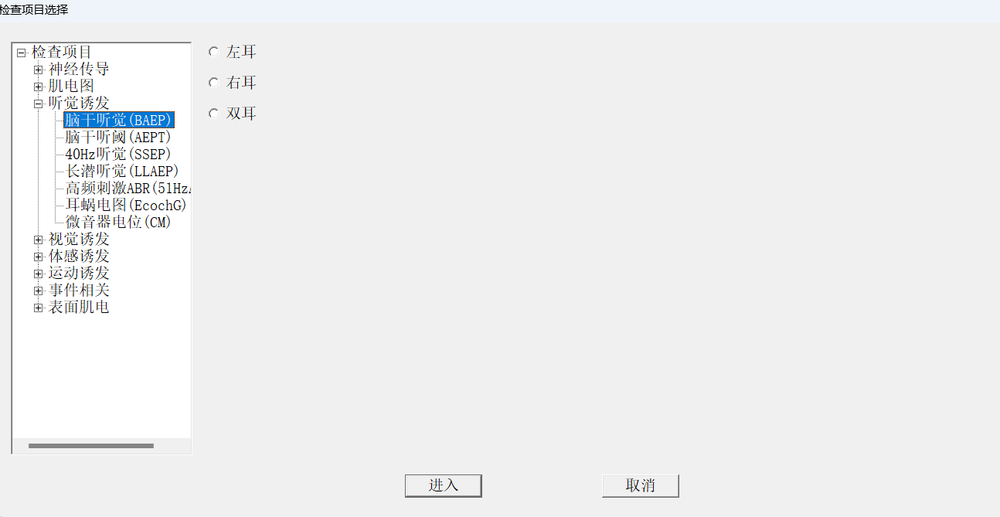 检查项目选择
检查项目
神经传导
肌电图
听觉诱发
脑干听觉(BAEP)
脑干听阈(AEPT)
40Hz听觉(SSEP)
长潜听觉(LLAEP)
高频刺激ABR(51Hz
耳蜗电图(EcochG)
微音器电位(CM)
视觉诱发
体感诱发
运动诱发
事件相关
表面肌电
左耳
右耳
双耳
进入
取消